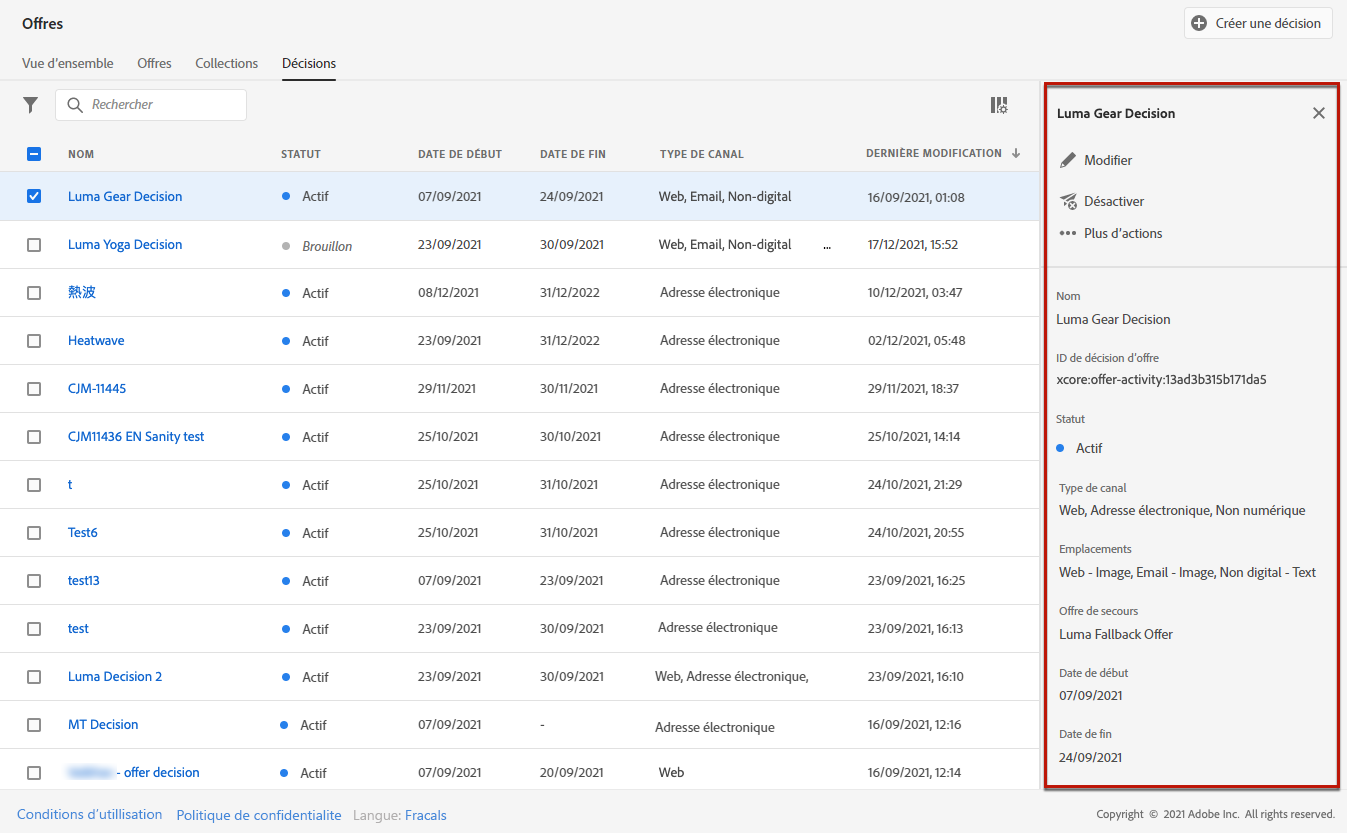 Offres
Créer une décision
Vue d'ensemble Offres Collections Décisions
Rechercher
NOM STATUT DATE DE DÉBUT DATE DE FIN TYPE DE CANAL DERNIÈRE MODIFICATION
Luma Gear Decision Actif 07/09/2021 24/09/2021 Web, Email, Non-digital 16/09/2021, 01:08
Luma Yoga Decision Brouillon 23/09/2021 30/09/2021 Web, Email, Non-digital ... 17/12/2021, 15:52
熱波 Actif 08/12/2021 31/12/2022 Adresse électronique 10/12/2021, 03:47
Heatwave Actif 23/09/2021 31/12/2022 Adresse électronique 02/12/2021, 05:48
CJM-11445 Actif 29/11/2021 30/11/2021 Adresse électronique 29/11/2021, 18:37
CJM11436 EN Sanity test Actif 25/10/2021 30/10/2021 Adresse électronique 25/10/2021, 14:14
t Actif 25/10/2021 31/10/2021 Adresse électronique 24/10/2021, 21:29
Test6 Actif 25/10/2021 31/10/2021 Adresse électronique 24/10/2021, 20:55
test13 Actif 07/09/2021 23/09/2021 Adresse électronique 23/09/2021, 16:25
test Actif 23/09/2021 30/09/2021 Adresse électronique 23/09/2021, 16:13
Luma Decision 2 Actif 23/09/2021 30/09/2021 Web, Adresse électronique, 23/09/2021, 16:10
MT Decision Actif 07/09/2021 - Adresse électronique 16/09/2021, 12:16
- offer decision Actif 07/09/2021 20/09/2021 Web 16/09/2021, 12:14
Luma Gear Decision
Modifier
Désactiver
Plus d'actions
Nom
Luma Gear Decision
ID de décision d'offre
xcore:offer-activity:13ad3b315b171da5
Statut
Actif
Type de canal
Web, Adresse électronique, Non numérique
Emplacements
Web - Image, Email - Image, Non digital - Text
Offre de secours
Luma Fallback Offer
Date de début
07/09/2021
Date de fin
24/09/2021
Conditions d'utillisation Politique de confidentialite Langue: Fracals
Copyright © 2021 Adobe Inc. All rights reserved.